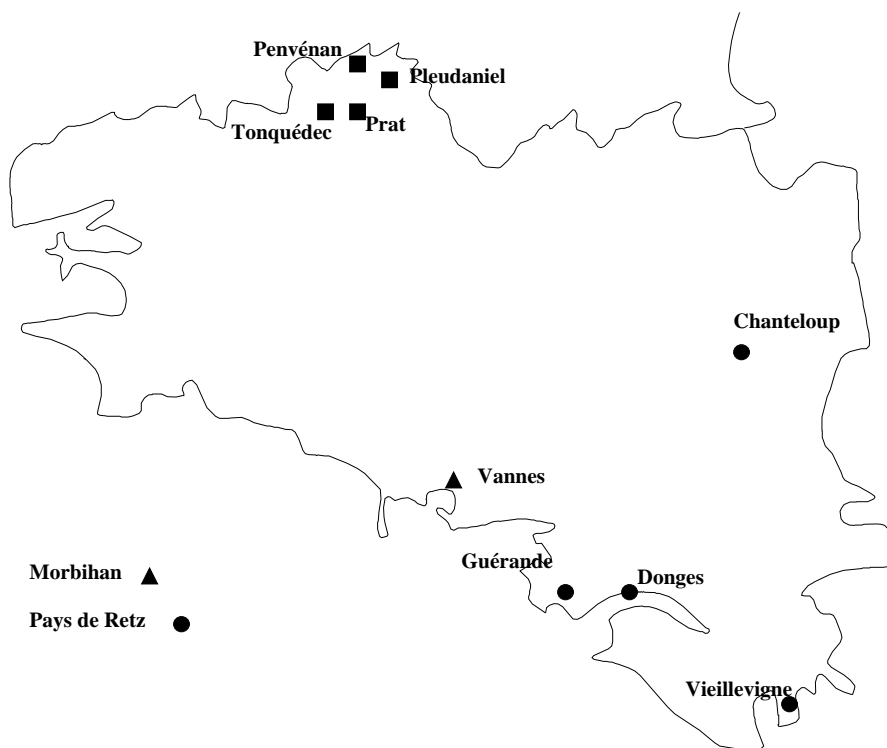 Penvénan
Pleudaniel
Prat
Tonquédec
Chanteloup
Vannes
Guérande
Donges
Morbihan
Pays de Retz
Vieillevigne